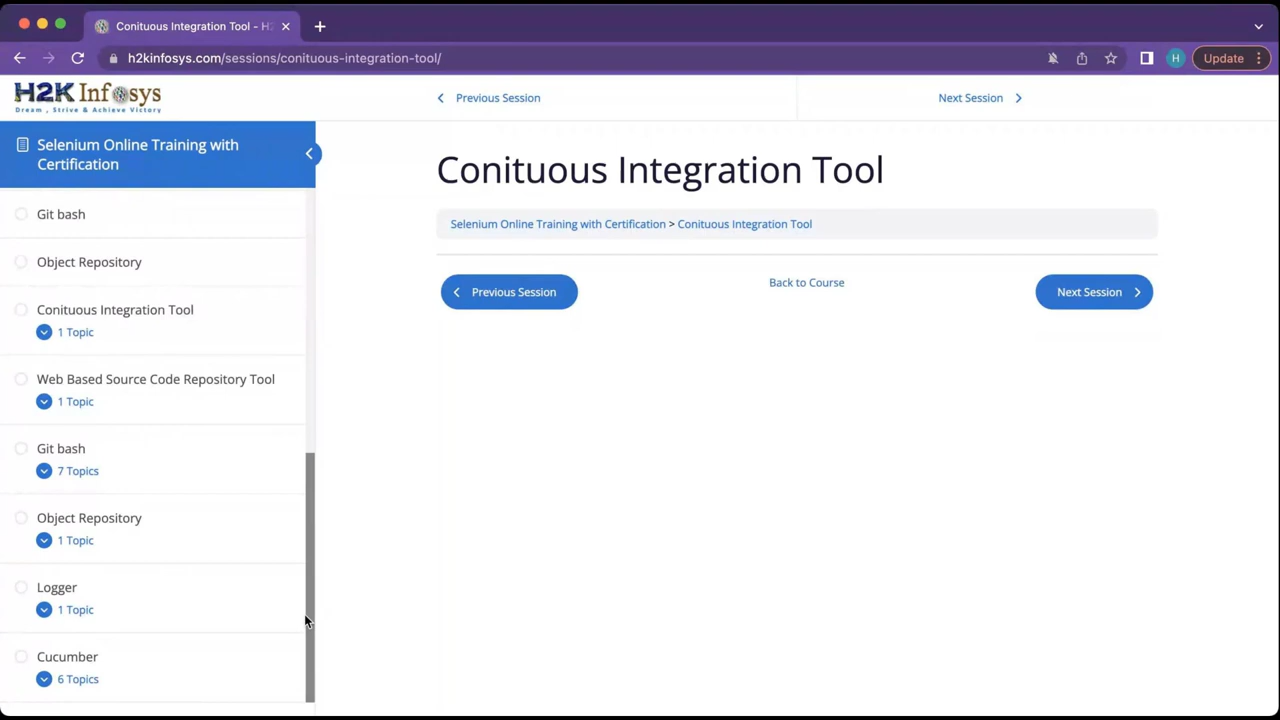 Conituous Integration Tool - H2
h2kinfosys.com/sessions/conituous-integration-tool/
H
Update
H2K Infosys
Dream , Strive & Achieve Victory
Previous Session
Next Session
Selenium Online Training with
Certification
Git bash
Object Repository
Conituous Integration Tool
1 Topic
Web Based Source Code Repository Tool
1 Topic
Git bash
7 Topics
Object Repository
1 Topic
Logger
1 Topic
Cucumber
6 Topics
Conituous Integration Tool
Selenium Online Training with Certification > Conituous Integration Tool
Previous Session
Back to Course
Next Session